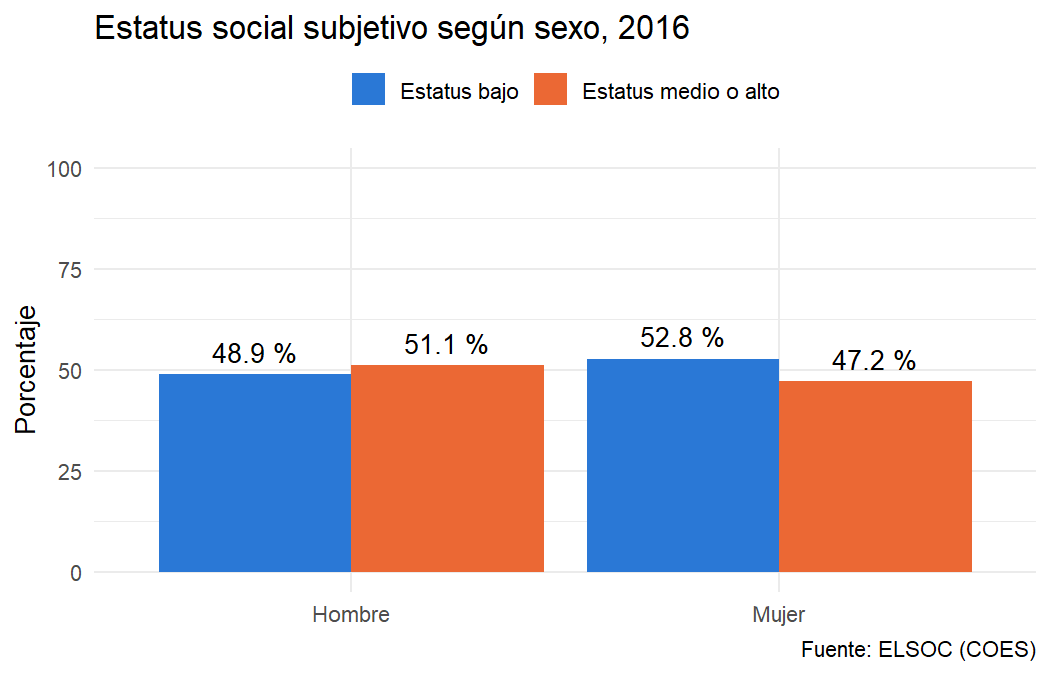 Estatus social subjetivo según sexo, 2016
Estatus bajo
Estatus medio o alto
Porcentaje
100
75
50
25
0
48.9 %
51.1 %
52.8 %
47.2 %
Hombre
Mujer
Fuente: ELSOC (COES)